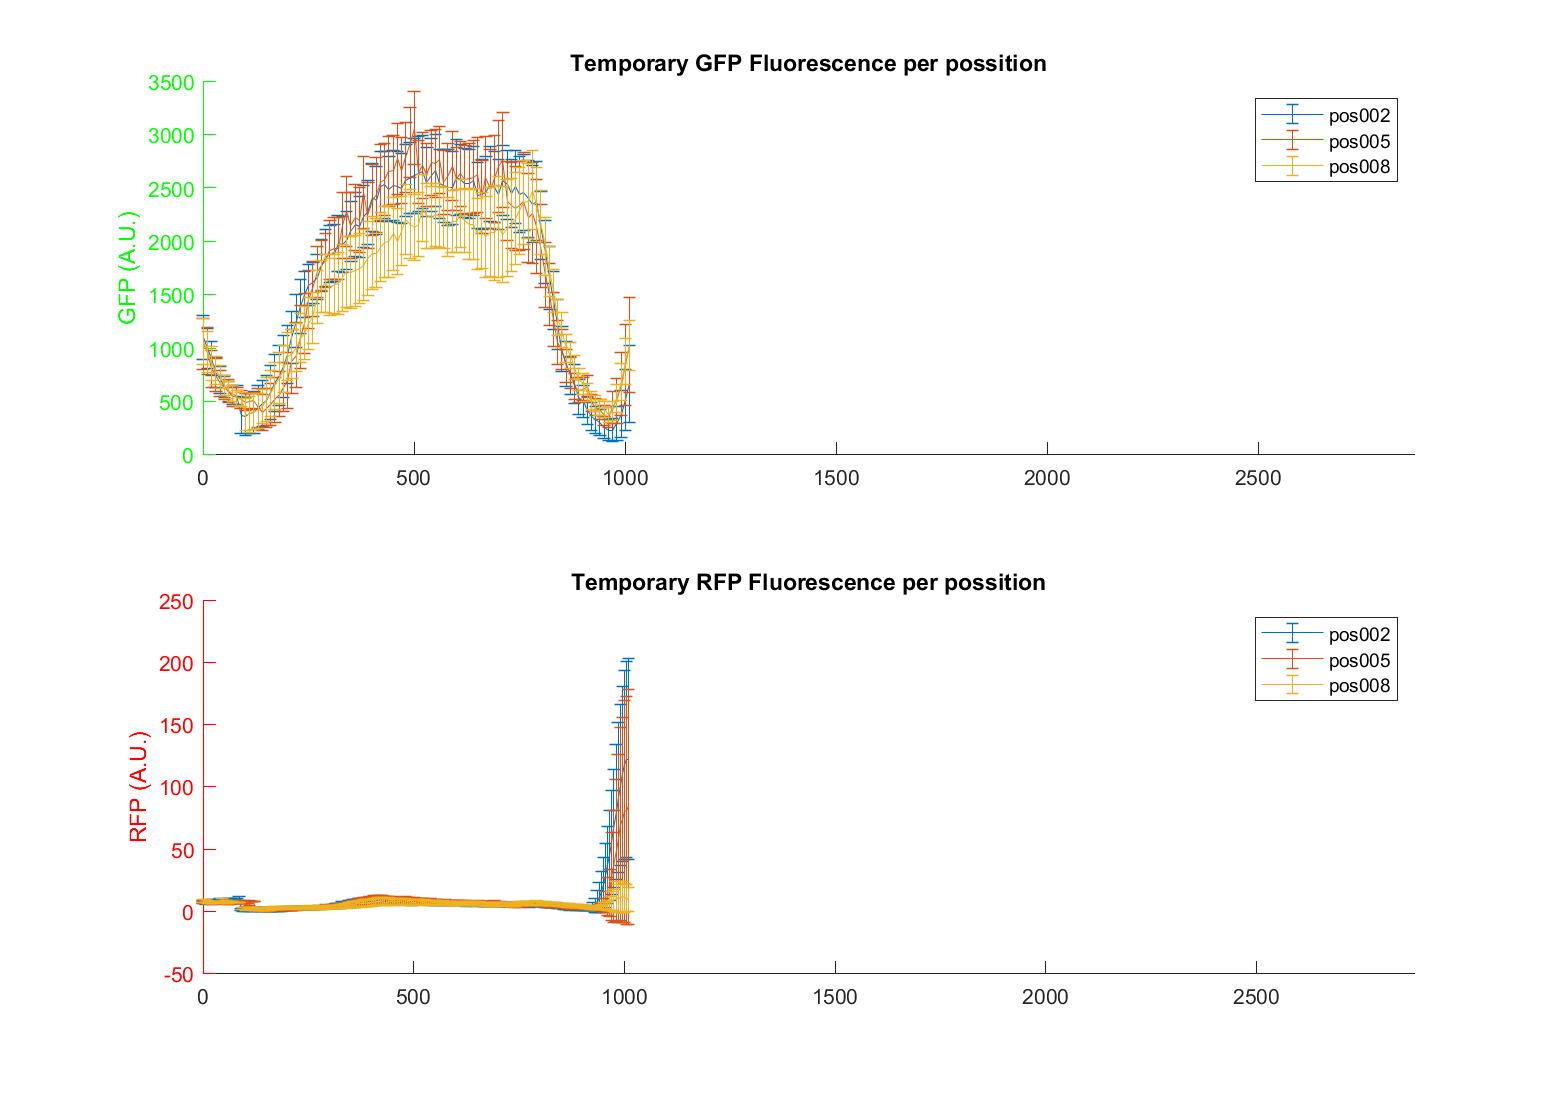 Temporary GFP Fluorescence per possition
3500
3000
2500
2000
1500
1000
500
0
GFP (A.U.)
0 500 1000 1500 2000 2500
pos002
pos005
pos008
Temporary RFP Fluorescence per possition
250
200
150
100
50
0
-50
RFP (A.U.)
0 500 1000 1500 2000 2500
pos002
pos005
pos008